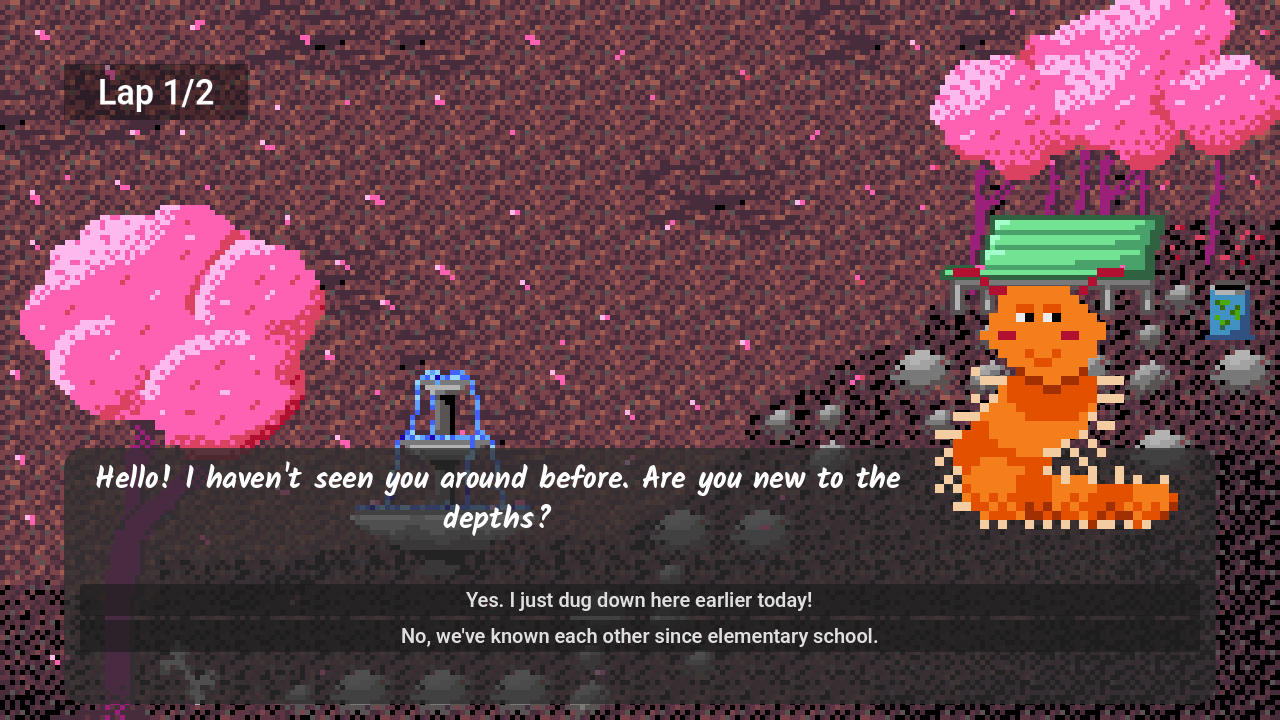 Lap 1/2
Hello! I haven't seen you around before. Are you new to the
depths?
Yes. I just dug down here earlier today!
No, we've known each other since elementary school.